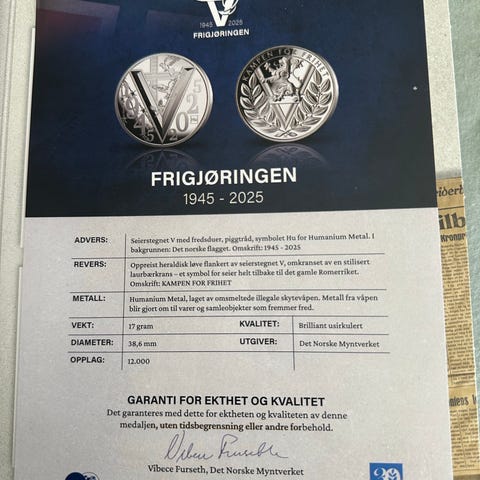 1945 2025
FRIGJØRINGEN
KAMPEN FOR FRIHET
FRIGJØRINGEN
1945 - 2025
ADVERS: Seierstegnet V med fredsduer, piggtråd, symbolet Hu for Humanium Metal. I
bakgrunnen: Det norske flagget. Omskrift: 1945 - 2025
REVERS: Oppreist heraldisk løve flankert av seierstegnet V, omkranset av en stilisert
laurbærkrans – et symbol for seier helt tilbake til det gamle Romerriket.
Omskrift: KAMPEN FOR FRIHET
METALL: Humanium Metal, laget av omsmeltede illegale skytevåpen. Metall fra våpen
blir gjort om til varer og samleobjekter som fremmer fred.
VEKT: 17 gram KVALITET: Brilliant usirkulert
DIAMETER: 38,6 mm UTGIVER: Det Norske Myntverket
OPPLAG: 12.000
GARANTI FOR EKTHET OG KVALITET
Det garanteres med dette for ektheten og kvaliteten av denne
medaljen, uten tidsbegrensning eller andre forbehold.
Vibece Furseth
Vibece Furseth, Det Norske Myntverket